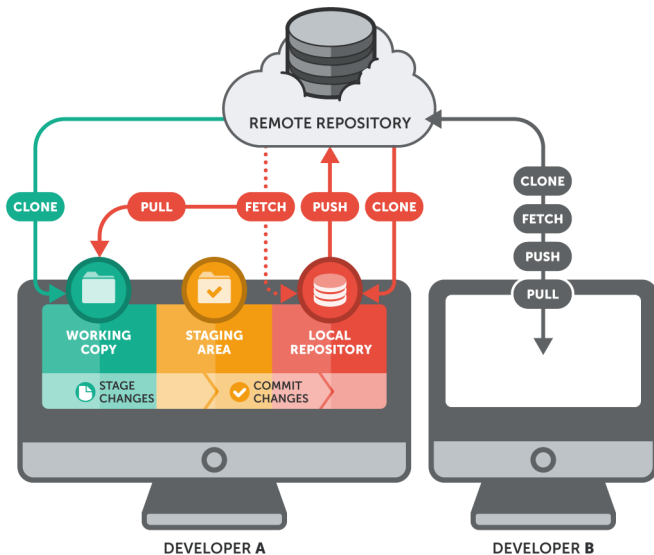 REMOTE REPOSITORY
CLONE
PULL
FETCH
PUSH
CLONE
CLONE
FETCH
PUSH
PULL
WORKING
COPY
STAGING
AREA
LOCAL
REPOSITORY
STAGE
CHANGES
COMMIT
CHANGES
DEVELOPER A
DEVELOPER B